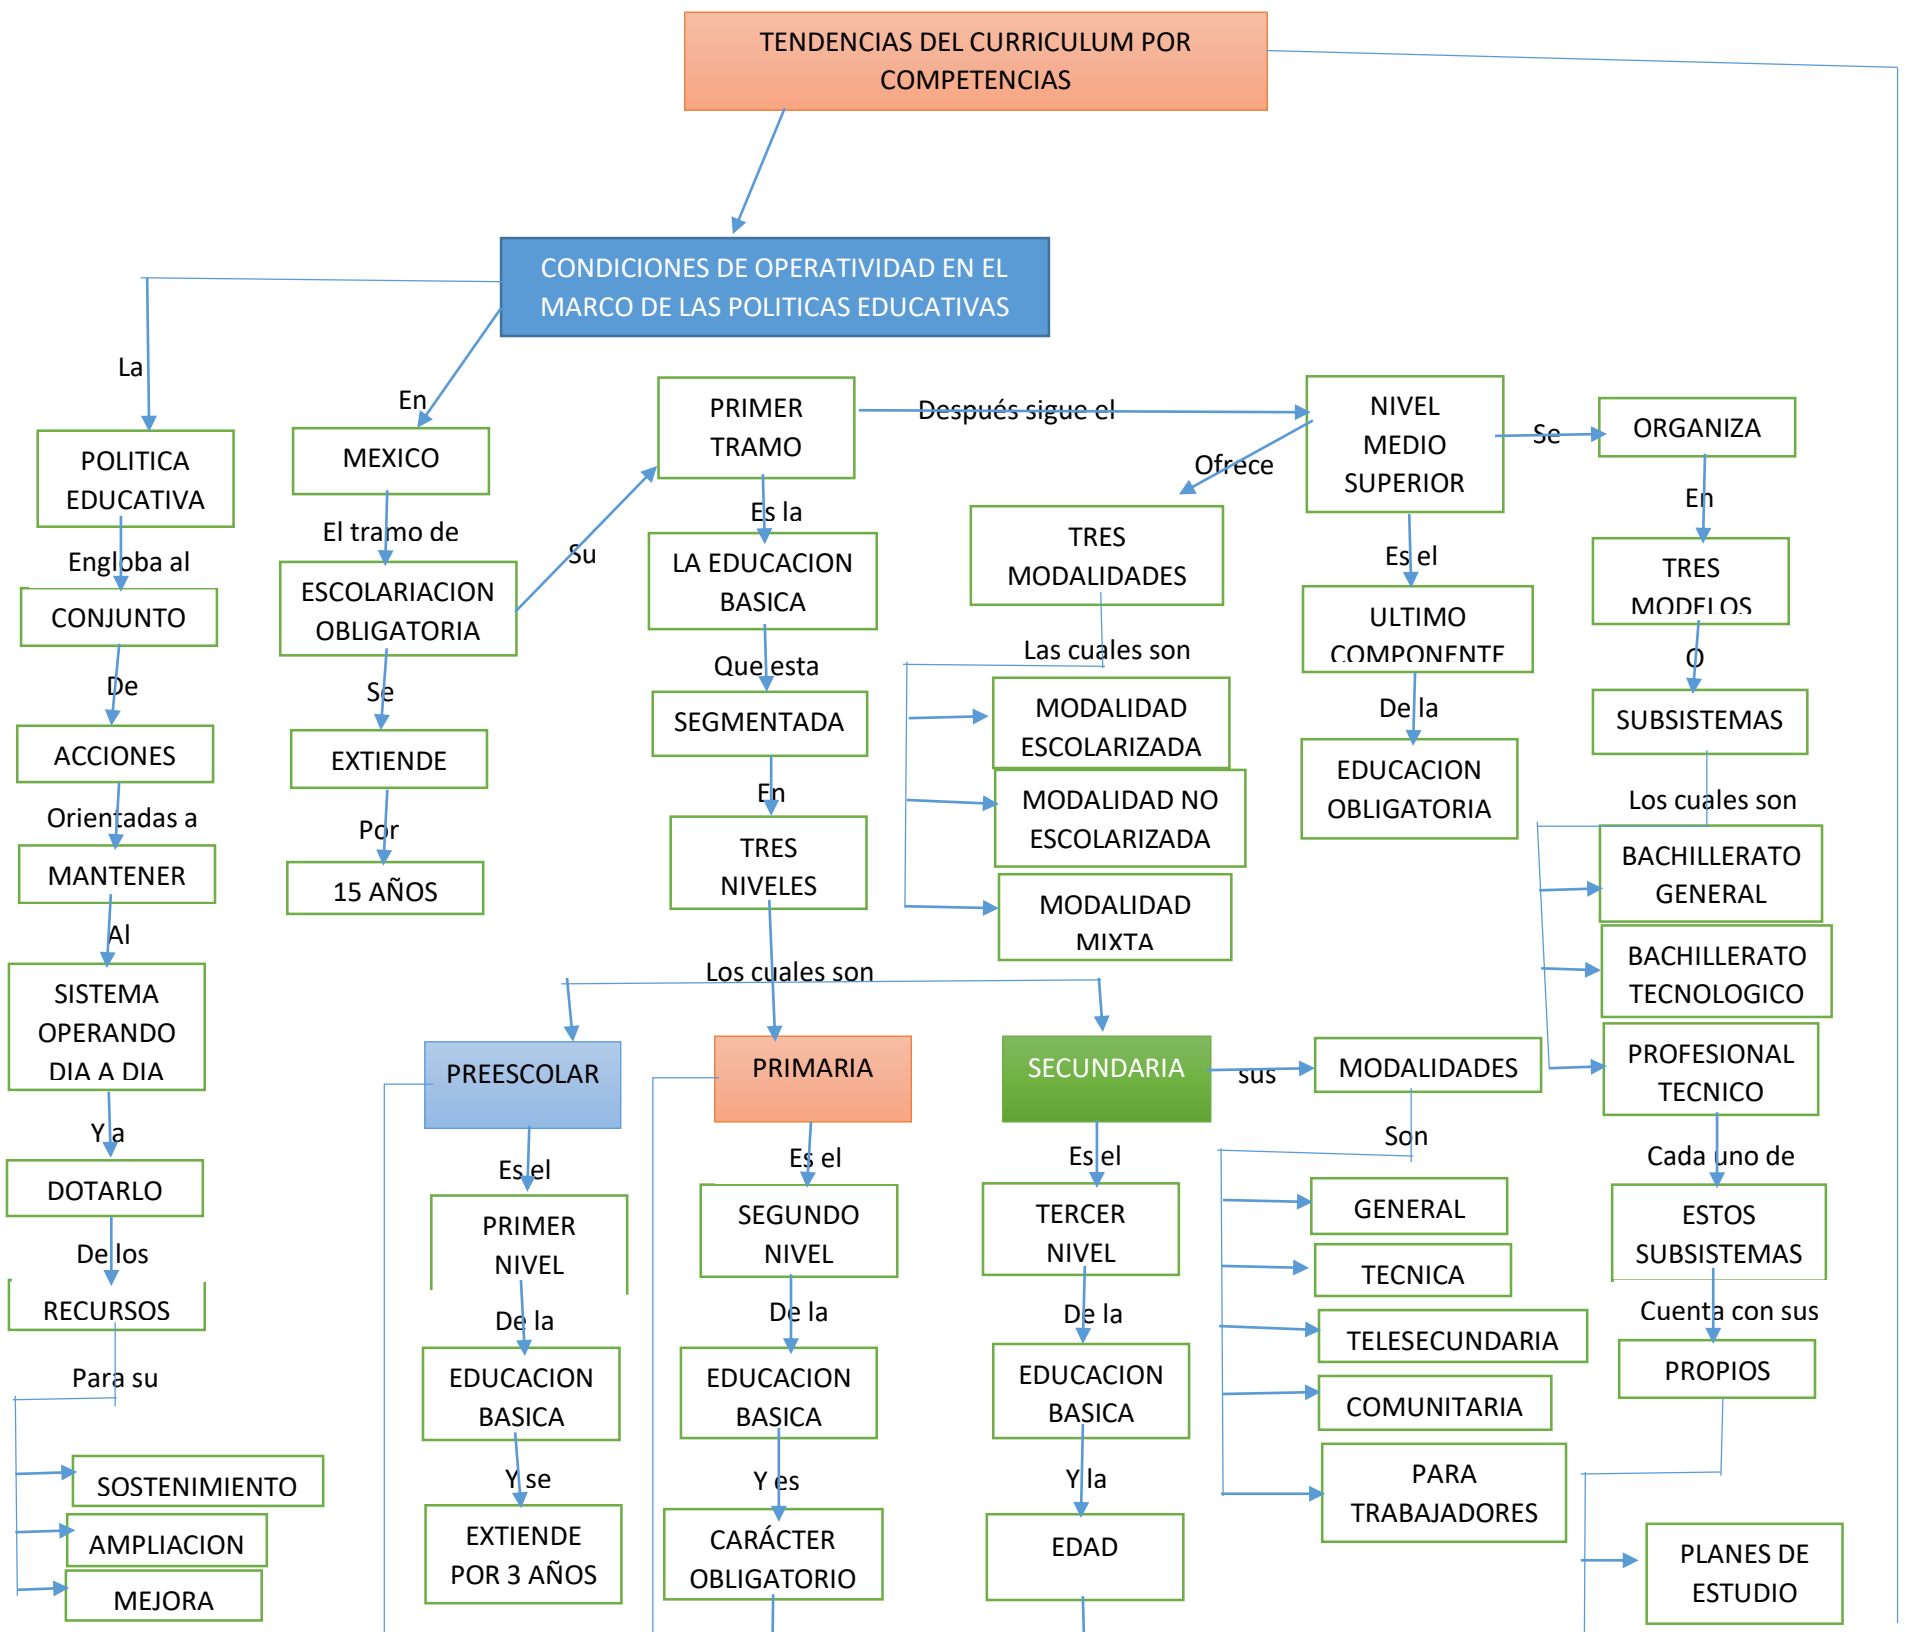 TENDENCIAS DEL CURRICULUM POR
COMPETENCIAS
CONDICIONES DE OPERATIVIDAD EN EL
MARCO DE LAS POLITICAS EDUCATIVAS
La
POLITICA
EDUCATIVA
Engloba al
CONJUNTO
De
ACCIONES
Orientadas a
MANTENER
Al
SISTEMA
OPERANDO
DIA A DIA
Y a
DOTARLO
De los
RECURSOS
Para su
SOSTENIMIENTO
AMPLIACION
MEJORA
En
MEXICO
El tramo de
ESCOLARIACION
OBLIGATORIA
Se
EXTIENDE
Por
15 AÑOS
Su
PRIMER
TRAMO
Es la
LA EDUCACION
BASICA
Que esta
SEGMENTADA
En
TRES
NIVELES
Los cuales son
PREESCOLAR
Es el
PRIMER
NIVEL
De la
EDUCACION
BASICA
Y se
EXTIENDE
POR 3 AÑOS
PRIMARIA
Es el
SEGUNDO
NIVEL
De la
EDUCACION
BASICA
Y es
CARÁCTER
OBLIGATORIO
SECUNDARIA
Es el
TERCER
NIVEL
De la
EDUCACION
BASICA
Y la
EDAD
sus
MODALIDADES
Son
GENERAL
TECNICA
TELESECUNDARIA
COMUNITARIA
PARA
TRABAJADORES
Después sigue el
NIVEL
MEDIO
SUPERIOR
Ofrece
TRES
MODALIDADES
Las cuales son
MODALIDAD
ESCOLARIZADA
MODALIDAD NO
ESCOLARIZADA
MODALIDAD
MIXTA
Es el
ULTIMO
COMPONENTE
De la
EDUCACION
OBLIGATORIA
Se
ORGANIZA
En
TRES
MODELOS
O
SUBSISTEMAS
Los cuales son
BACHILLERATO
GENERAL
BACHILLERATO
TECNOLOGICO
PROFESIONAL
TECNICO
Cada uno de
ESTOS
SUBSISTEMAS
Cuenta con sus
PROPIOS
PLANES DE
ESTUDIO